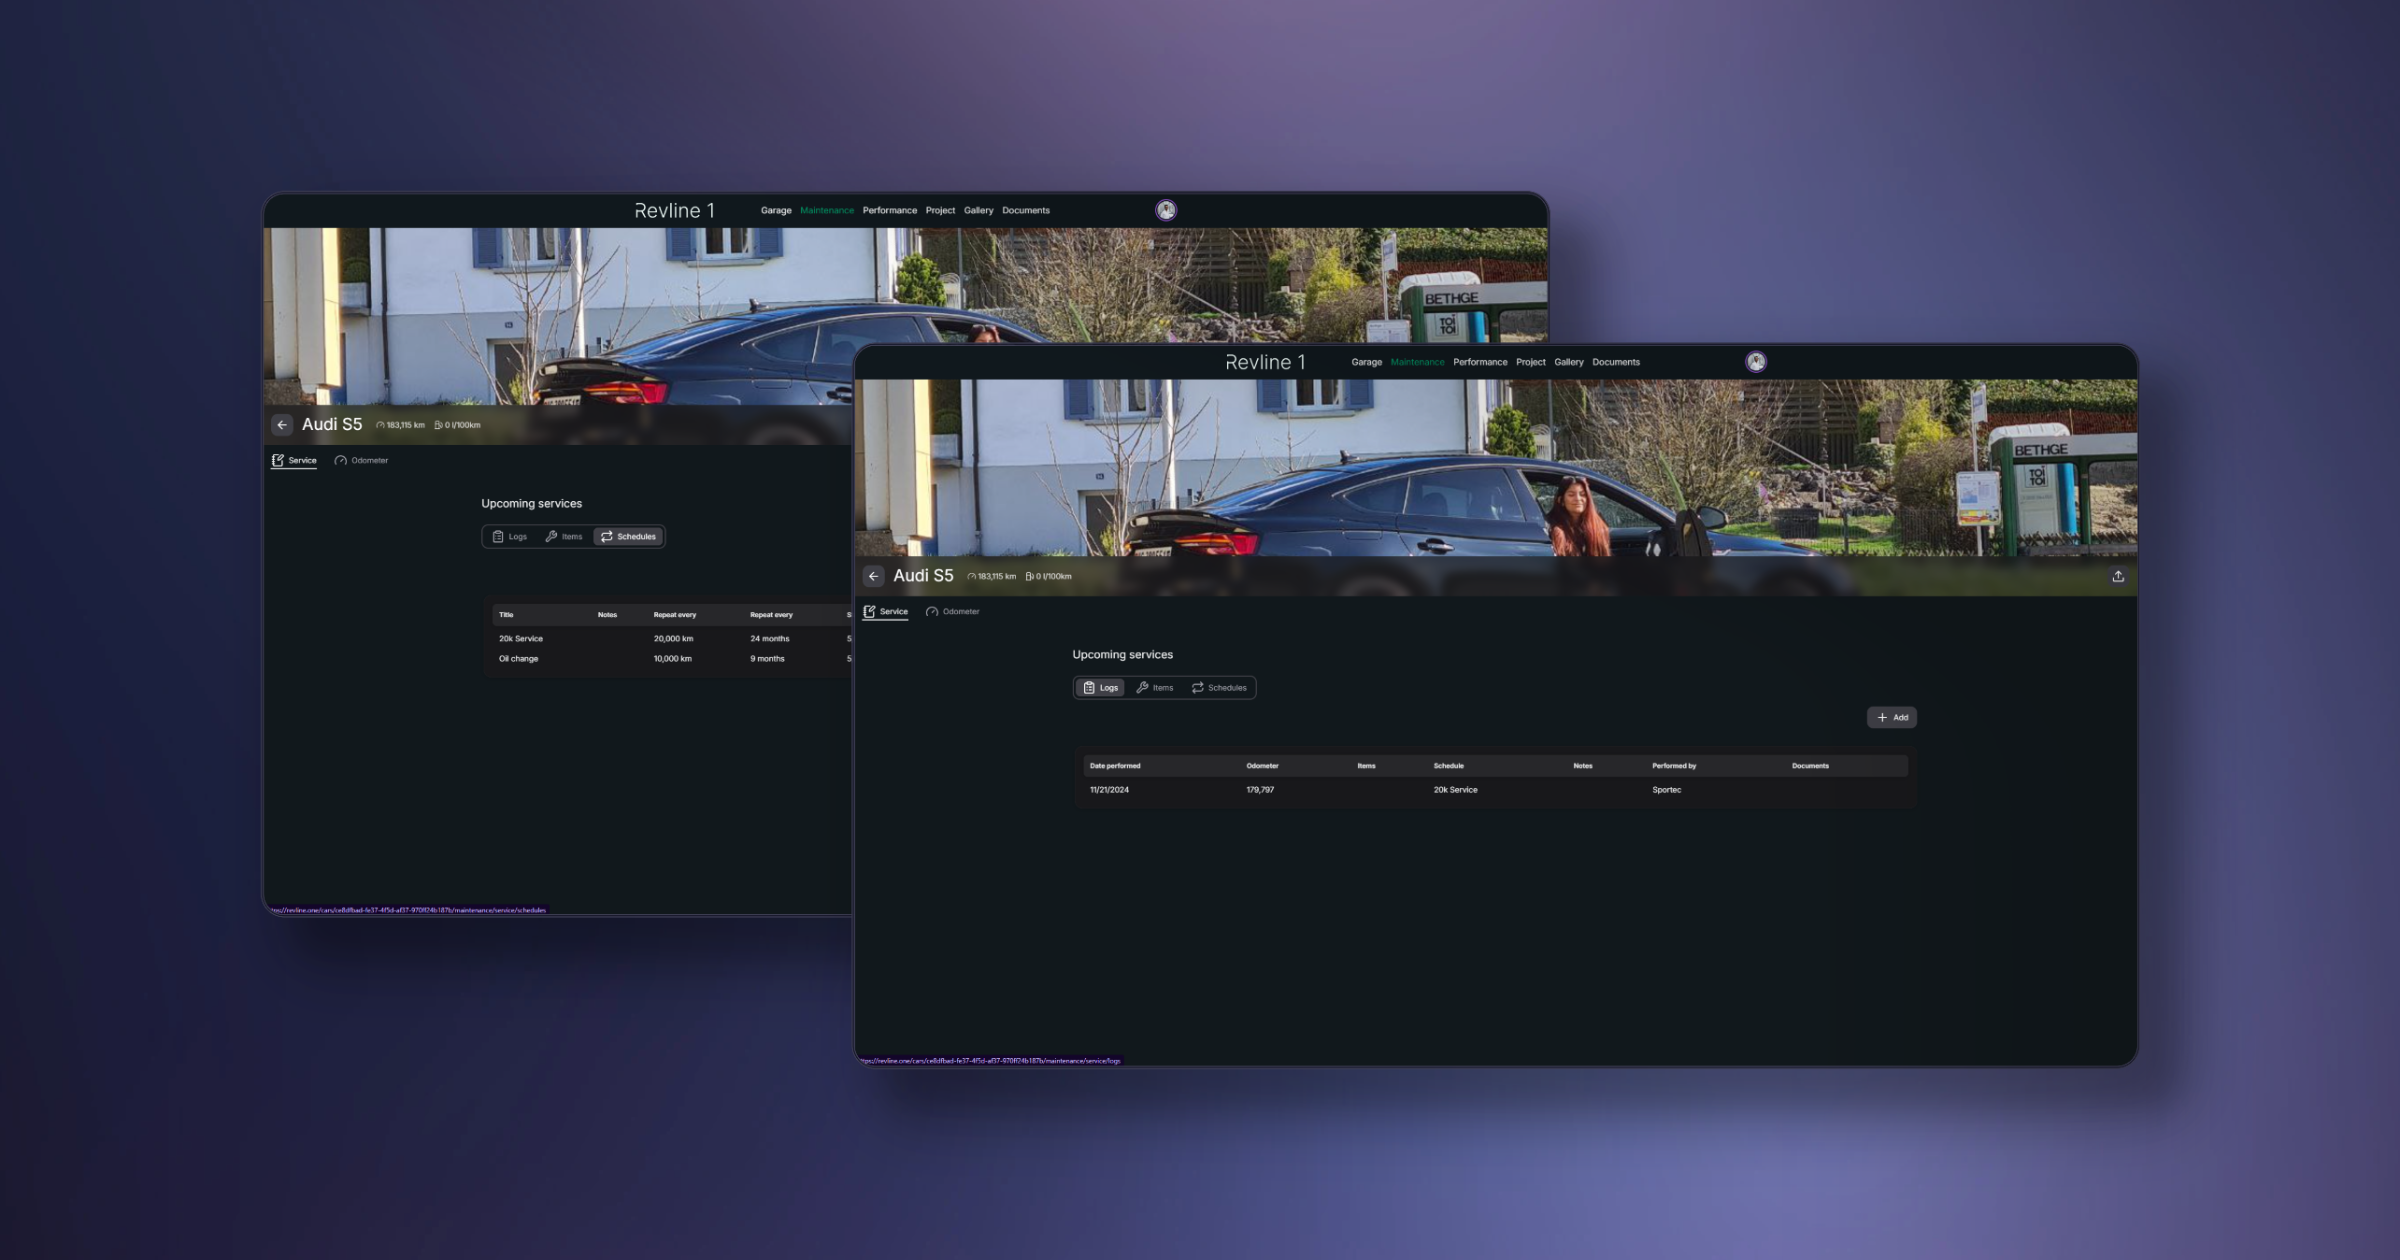 Revline 1 Garage Maintenance Performance Project Gallery Documents
BETHGE
TOI
TOI
Audi S5 183,115 km 0 l/100km
Service Odometer
Upcoming services
Logs Items Schedules
Title Notes Repeat every Repeat every S
20k Service 20,000 km 24 months 5
Oil change 10,000 km 9 months 5
tps://revline.one/cars/ce8dfbad-fe37-4f5d-af37-970ff24b187b/maintenance/service/schedules
Revline 1 Garage Maintenance Performance Project Gallery Documents
BETHGE
TOI
TOI
Audi S5 183,115 km 0 l/100km
Service Odometer
Upcoming services
Logs Items Schedules
Add
Date performed Odometer Items Schedule Notes Performed by Documents
11/21/2024 179,797 20k Service Sportec
tps://revline.one/cars/ce8dfbad-fe37-4f5d-af37-970ff24b187b/maintenance/service/logs